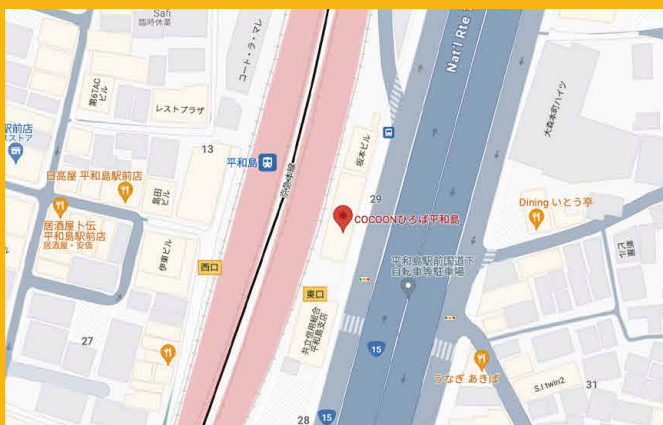 Safi
臨時休業
コート・ラ・マレ
Nat'l Rte
第6TAC
ビル
レストプラザ
大森本町ハイツ
駅前店
ストア
13
平和島
坂本ビル
日高屋 平和島駅前店
島田
ビル
京急本線
29
COCOONひろば平和島
Dining いとう亭
居酒屋卜伝
平和島駅前店
居酒屋・安価
伊東ビル
西口
平和島駅前国道下
自転車等駐車場
東口
共立信用組合
平和島支店
27
15
うなぎ あきば
S.I twin2
31
28
15